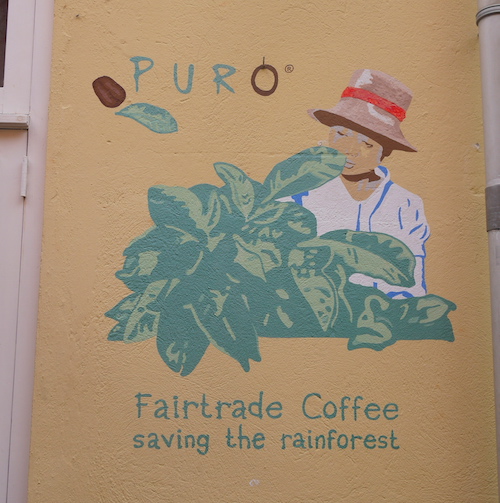 PURO®
Fairtrade Coffee
saving the rainforest